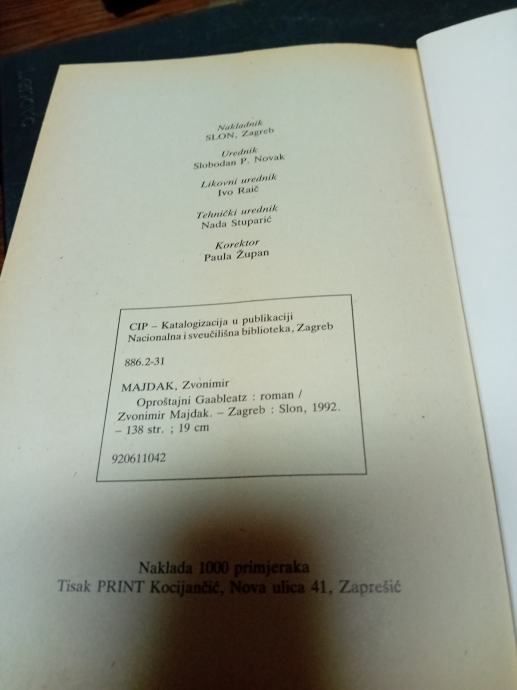 Nakladnik
SLON, Zagreb
Urednik
Slobodan P. Novak
Likovni urednik
Ivo Raič
Tehnički urednik
Nada Stuparić
Korektor
Paula Župan
CIP – Katalogizacija u publikaciji
Nacionalna i sveučilišna biblioteka, Zagreb
886.2-31
MAJDAK, Zvonimir
Oproštajni Gaableatz : roman /
Zvonimir Majdak. – Zagreb : Slon, 1992.
– 138 str. ; 19 cm
920611042
Naklada 1000 primjeraka
Tisak PRINT Kocijančić, Nova ulica 41, Zaprešić